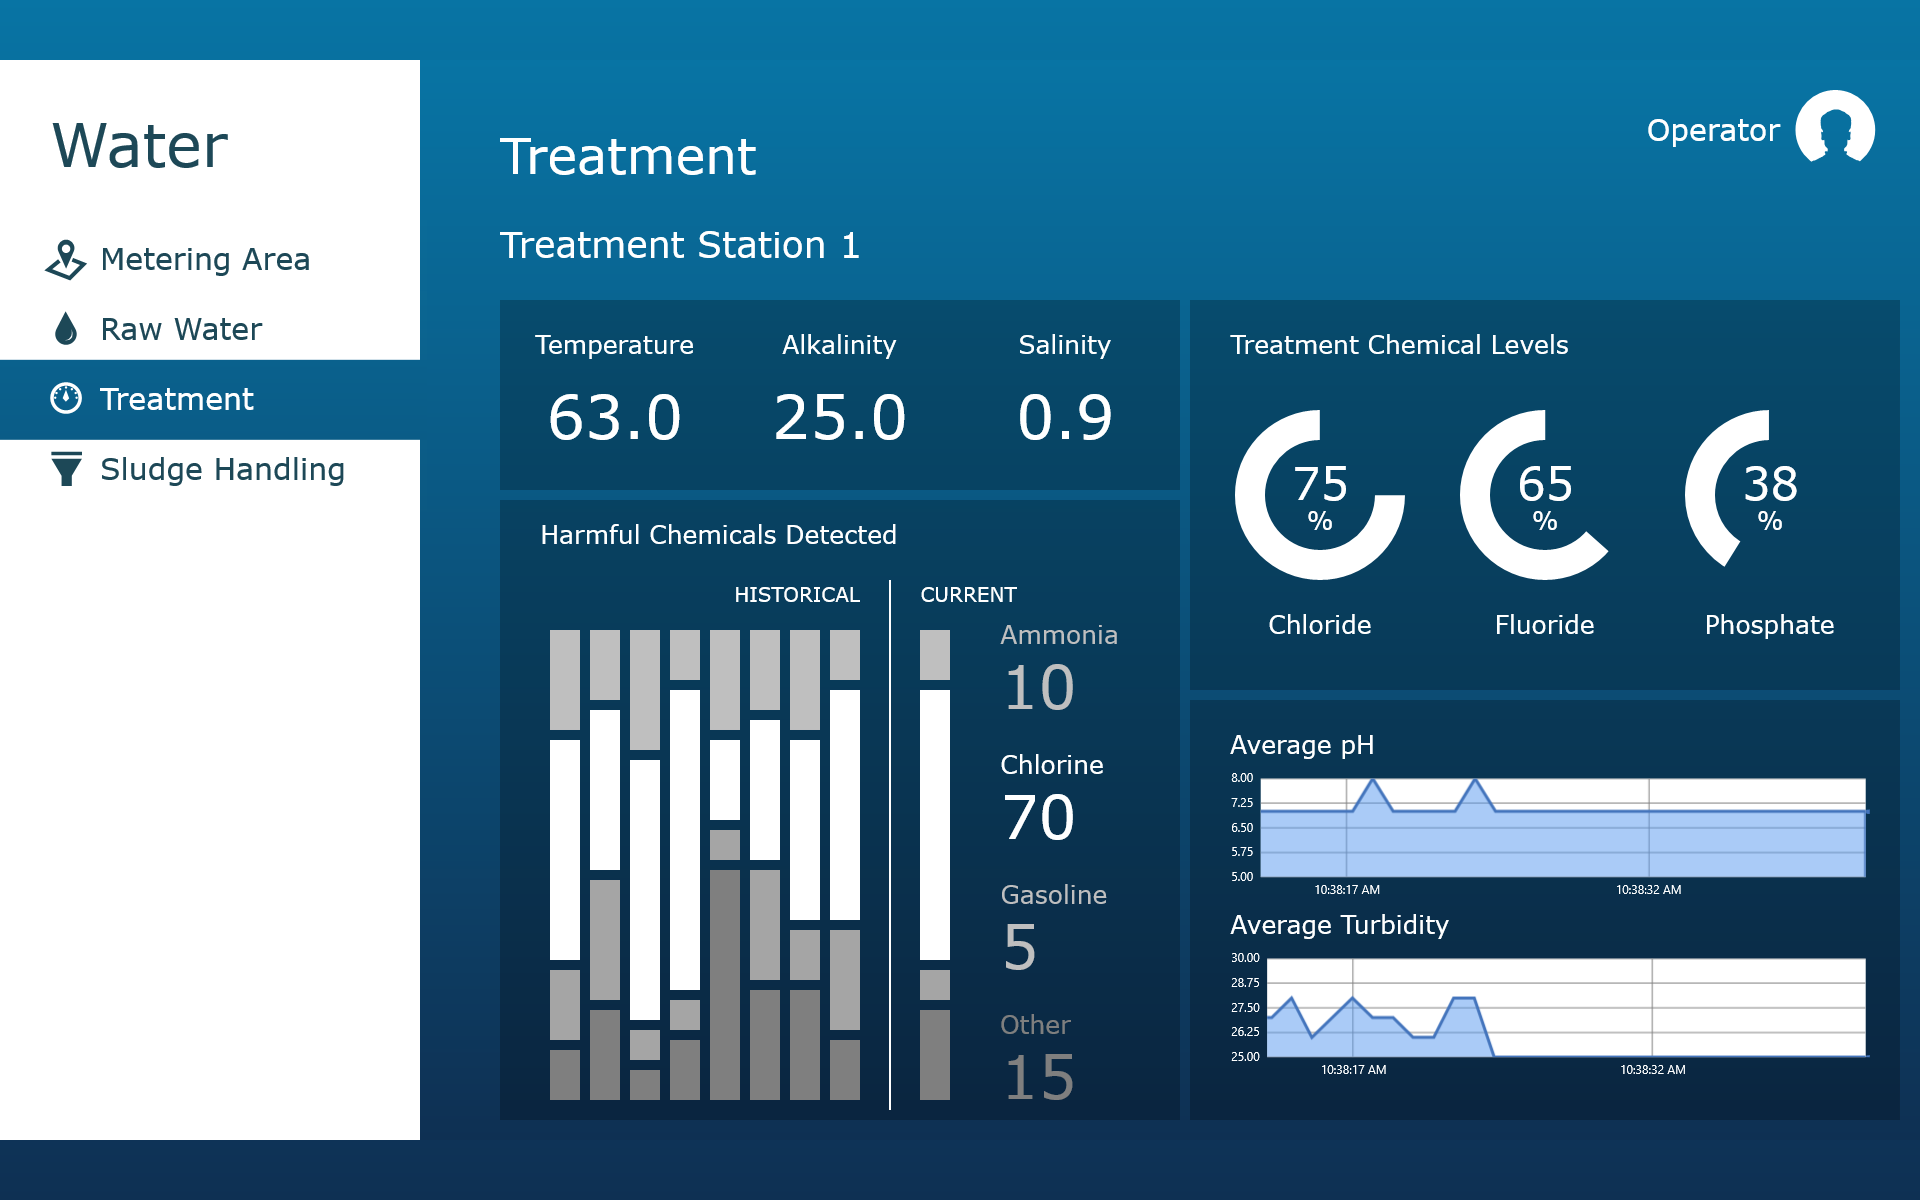 Water
Metering Area
Raw Water
Treatment
Sludge Handling
Operator
Treatment
Treatment Station 1
Temperature Alkalinity Salinity
63.0 25.0 0.9
Harmful Chemicals Detected
HISTORICAL CURRENT
Ammonia
10
Chlorine
70
Gasoline
5
Other
15
Treatment Chemical Levels
75 65 38
% % %
Chloride Fluoride Phosphate
Average pH
8.00
7.25
6.50
5.75
5.00
10:38:17 AM 10:38:32 AM
Average Turbidity
30.00
28.75
27.50
26.25
25.00
10:38:17 AM 10:38:32 AM